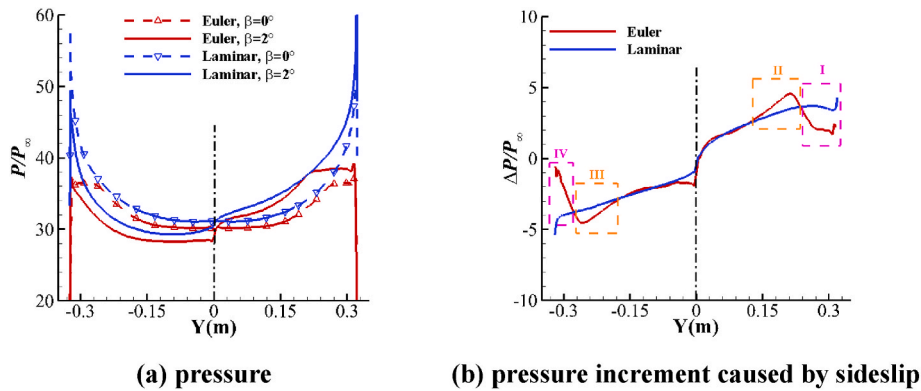 60
50
40
30
20
P/P∞
Euler, β=0°
Euler, β=2°
Laminar, β=0°
Laminar, β=2°
-0.3 -0.15 0 0.15 0.3
Y(m)
(a) pressure
10
5
0
-5
-10
ΔP/P∞
Euler
Laminar
I
II
III
IV
-0.3 -0.15 0 0.15 0.3
Y(m)
(b) pressure increment caused by sideslip